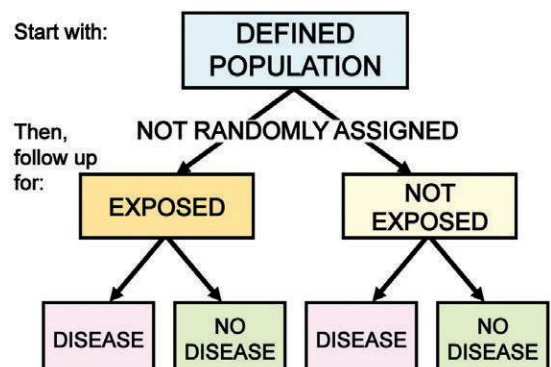 Start with:
DEFINED
POPULATION
Then,
follow up
for:
NOT RANDOMLY ASSIGNED
EXPOSED
NOT
EXPOSED
DISEASE
NO
DISEASE
DISEASE
NO
DISEASE